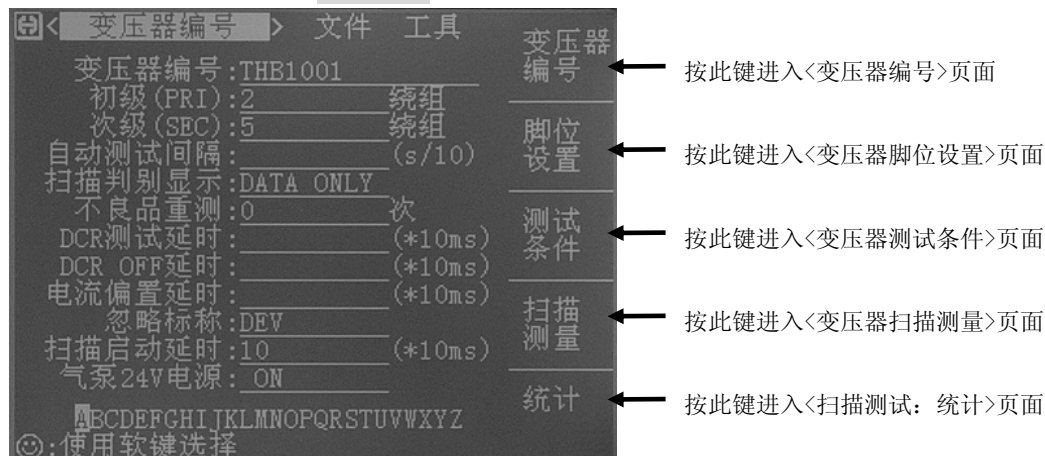 < 变压器编号 > 文件 工具
变压器编号:THB1001
初级(PRI):2 绕组
次级(SEC):5 绕组
自动测试间隔: (s/10)
扫描判别显示:DATA ONLY
不良品重测:0 次
DCR测试延时: (*10ms)
DCR OFF延时: (*10ms)
电流偏置延时: (*10ms)
忽略标称:DEV
扫描启动延时:10 (*10ms)
气泵24V电源: ON
ABCDEFGHIJKLMNOPQRSTUVWXYZ
:使用软键选择
变压器
编号
脚位
设置
测试
条件
扫描
测量
统计
按此键进入<变压器编号>页面
按此键进入<变压器脚位设置>页面
按此键进入<变压器测试条件>页面
按此键进入<变压器扫描测量>页面
按此键进入<扫描测试：统计>页面